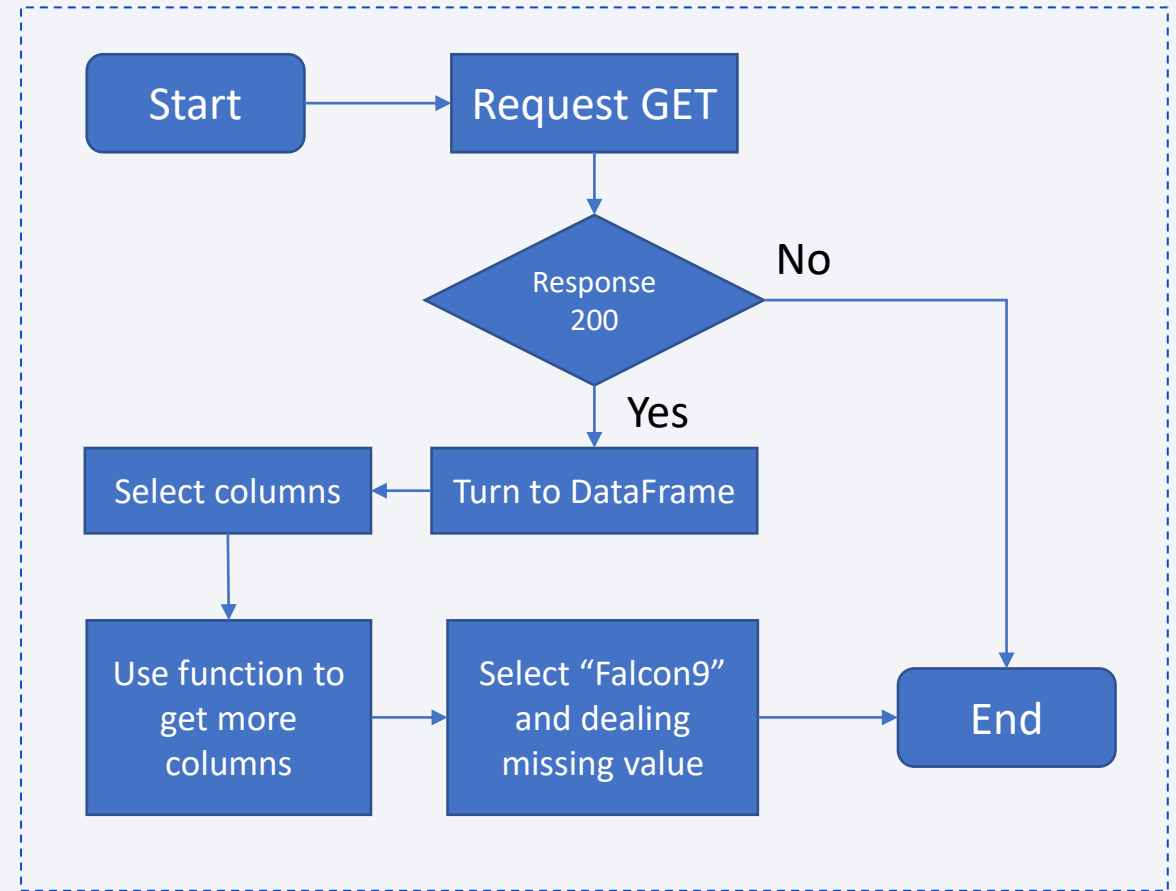 Start
Request GET
Response
200
No
Yes
Select columns
Turn to DataFrame
Use function to
get more
columns
Select “Falcon9”
and dealing
missing value
End